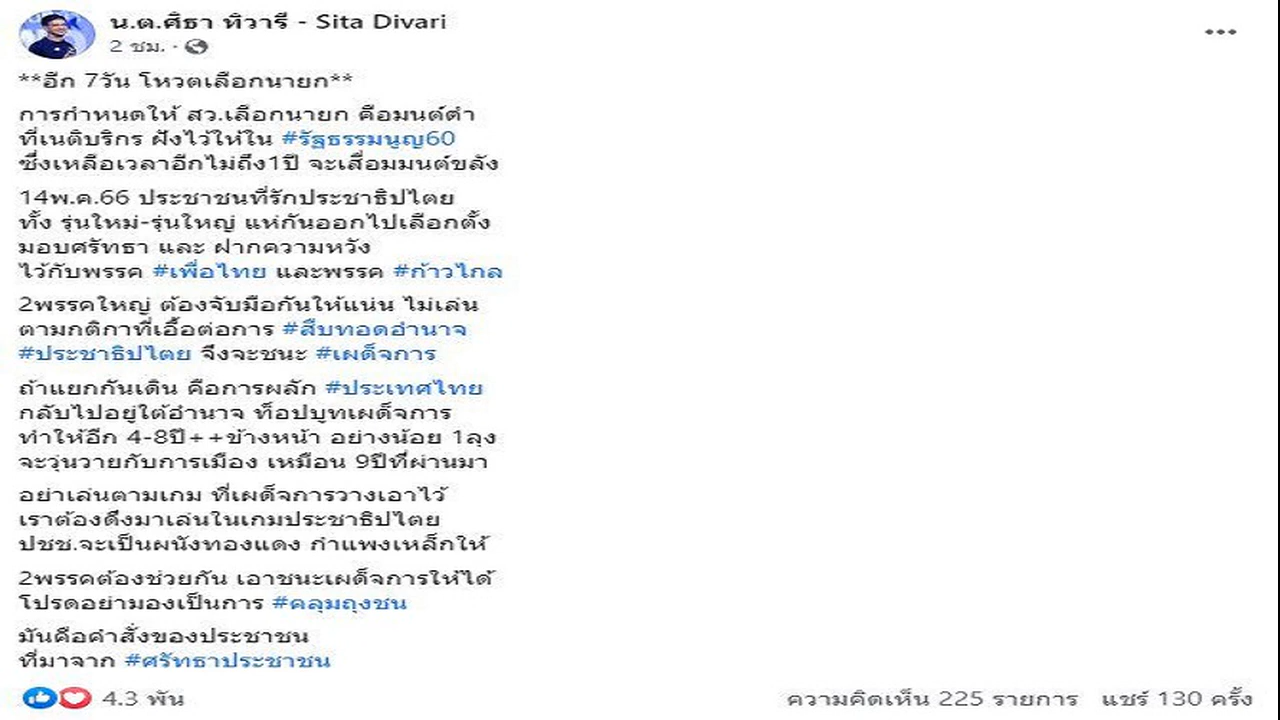 น.ต.ศิธา ทิวารี - Sita Divari
2 ชม. ·
**อีก 7วัน โหวตเลือกนายก**
การกำหนดให้ สว.เลือกนายก คือมนต์ดำ
ที่เนติบริกร ฝังไว้ให้ใน #รัฐธรรมนูญ60
ซึ่งเหลือเวลาอีกไม่ถึง1ปี จะเสื่อมมนต์ขลัง
14พ.ค.66 ประชาชนที่รักประชาธิปไตย
ทั้ง รุ่นใหม่-รุ่นใหญ่ แห่กันออกไปเลือกตั้ง
มอบศรัทธา และ ฝากความหวัง
ไว้กับพรรค #เพื่อไทย และพรรค #ก้าวไกล
2พรรคใหญ่ ต้องจับมือกันให้แน่น ไม่เล่น
ตามกติกาที่เอื้อต่อการ #สืบทอดอำนาจ
#ประชาธิปไตย จึงจะชนะ #เผด็จการ
ถ้าแยกกันเดิน คือการผลัก #ประเทศไทย
กลับไปอยู่ใต้อำนาจ ท็อปบูทเผด็จการ
ทำให้อีก 4-8ปี++ข้างหน้า อย่างน้อย 1ลุง
จะวุ่นวายกับการเมือง เหมือน 9ปีที่ผ่านมา
อย่าเล่นตามเกม ที่เผด็จการวางเอาไว้
เราต้องดึงมาเล่นในเกมประชาธิปไตย
ปชช.จะเป็นผนังทองแดง กำแพงเหล็กให้
2พรรคต้องช่วยกัน เอาชนะเผด็จการให้ได้
โปรดอย่ามองเป็นการ #คลุมถุงชน
มันคือคำสั่งของประชาชน
ที่มาจาก #ศรัทธาประชาชน
4.3 พัน ความคิดเห็น 225 รายการ แชร์ 130 ครั้ง